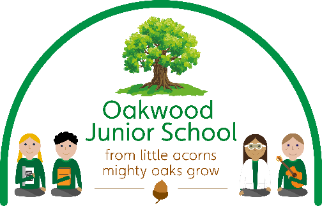 Oakwood
Junior School
from little acorns
mighty oaks grow